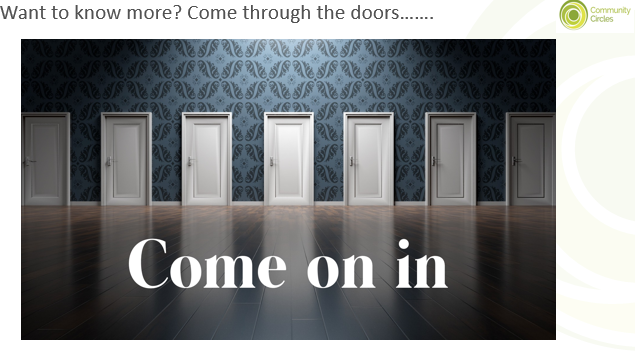 Want to know more? Come through the doors…….
Community
Circles
Come on in